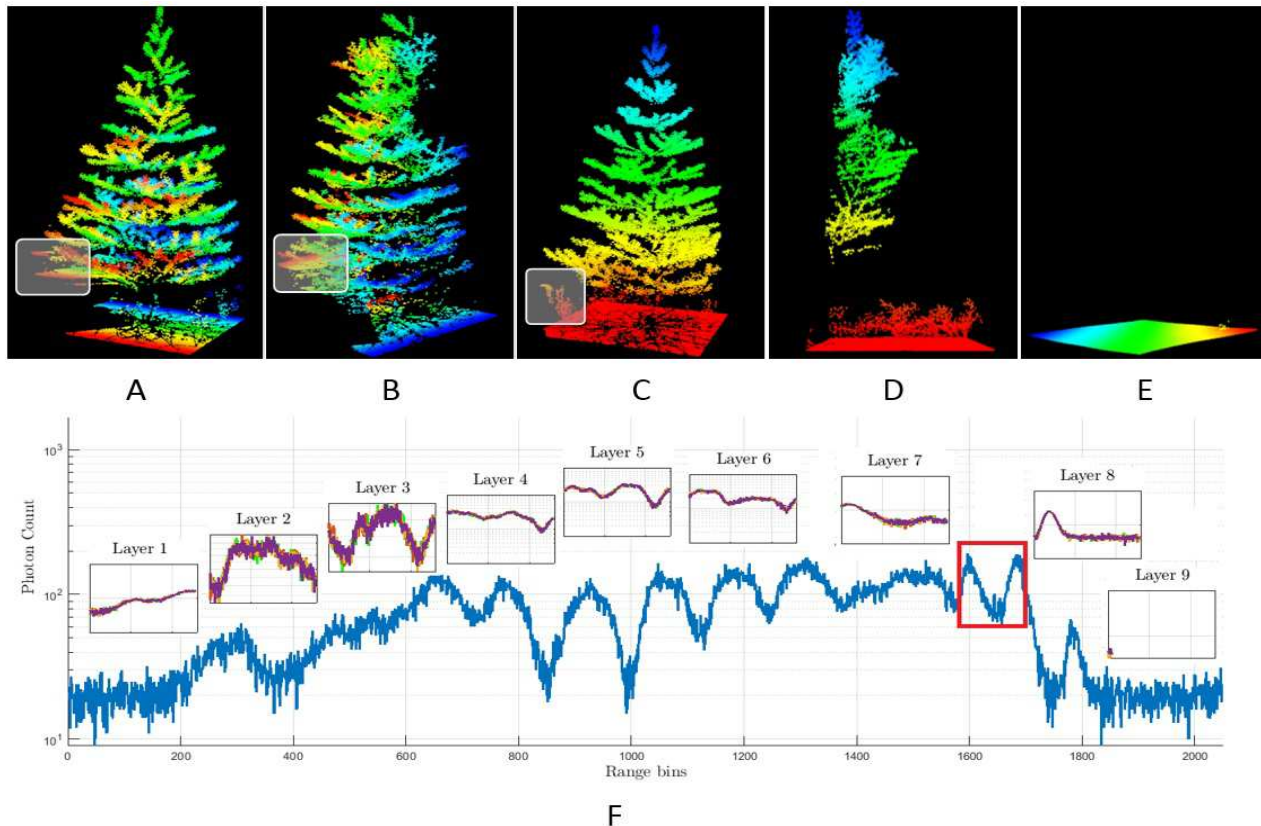 A B C D E
Layer 1
Layer 2
Layer 3
Layer 4
Layer 5
Layer 6
Layer 7
Layer 8
Layer 9
Photon Count
10³
10²
10¹
0 200 400 600 800 1000 1200 1400 1600 1800 2000
Range bins
F